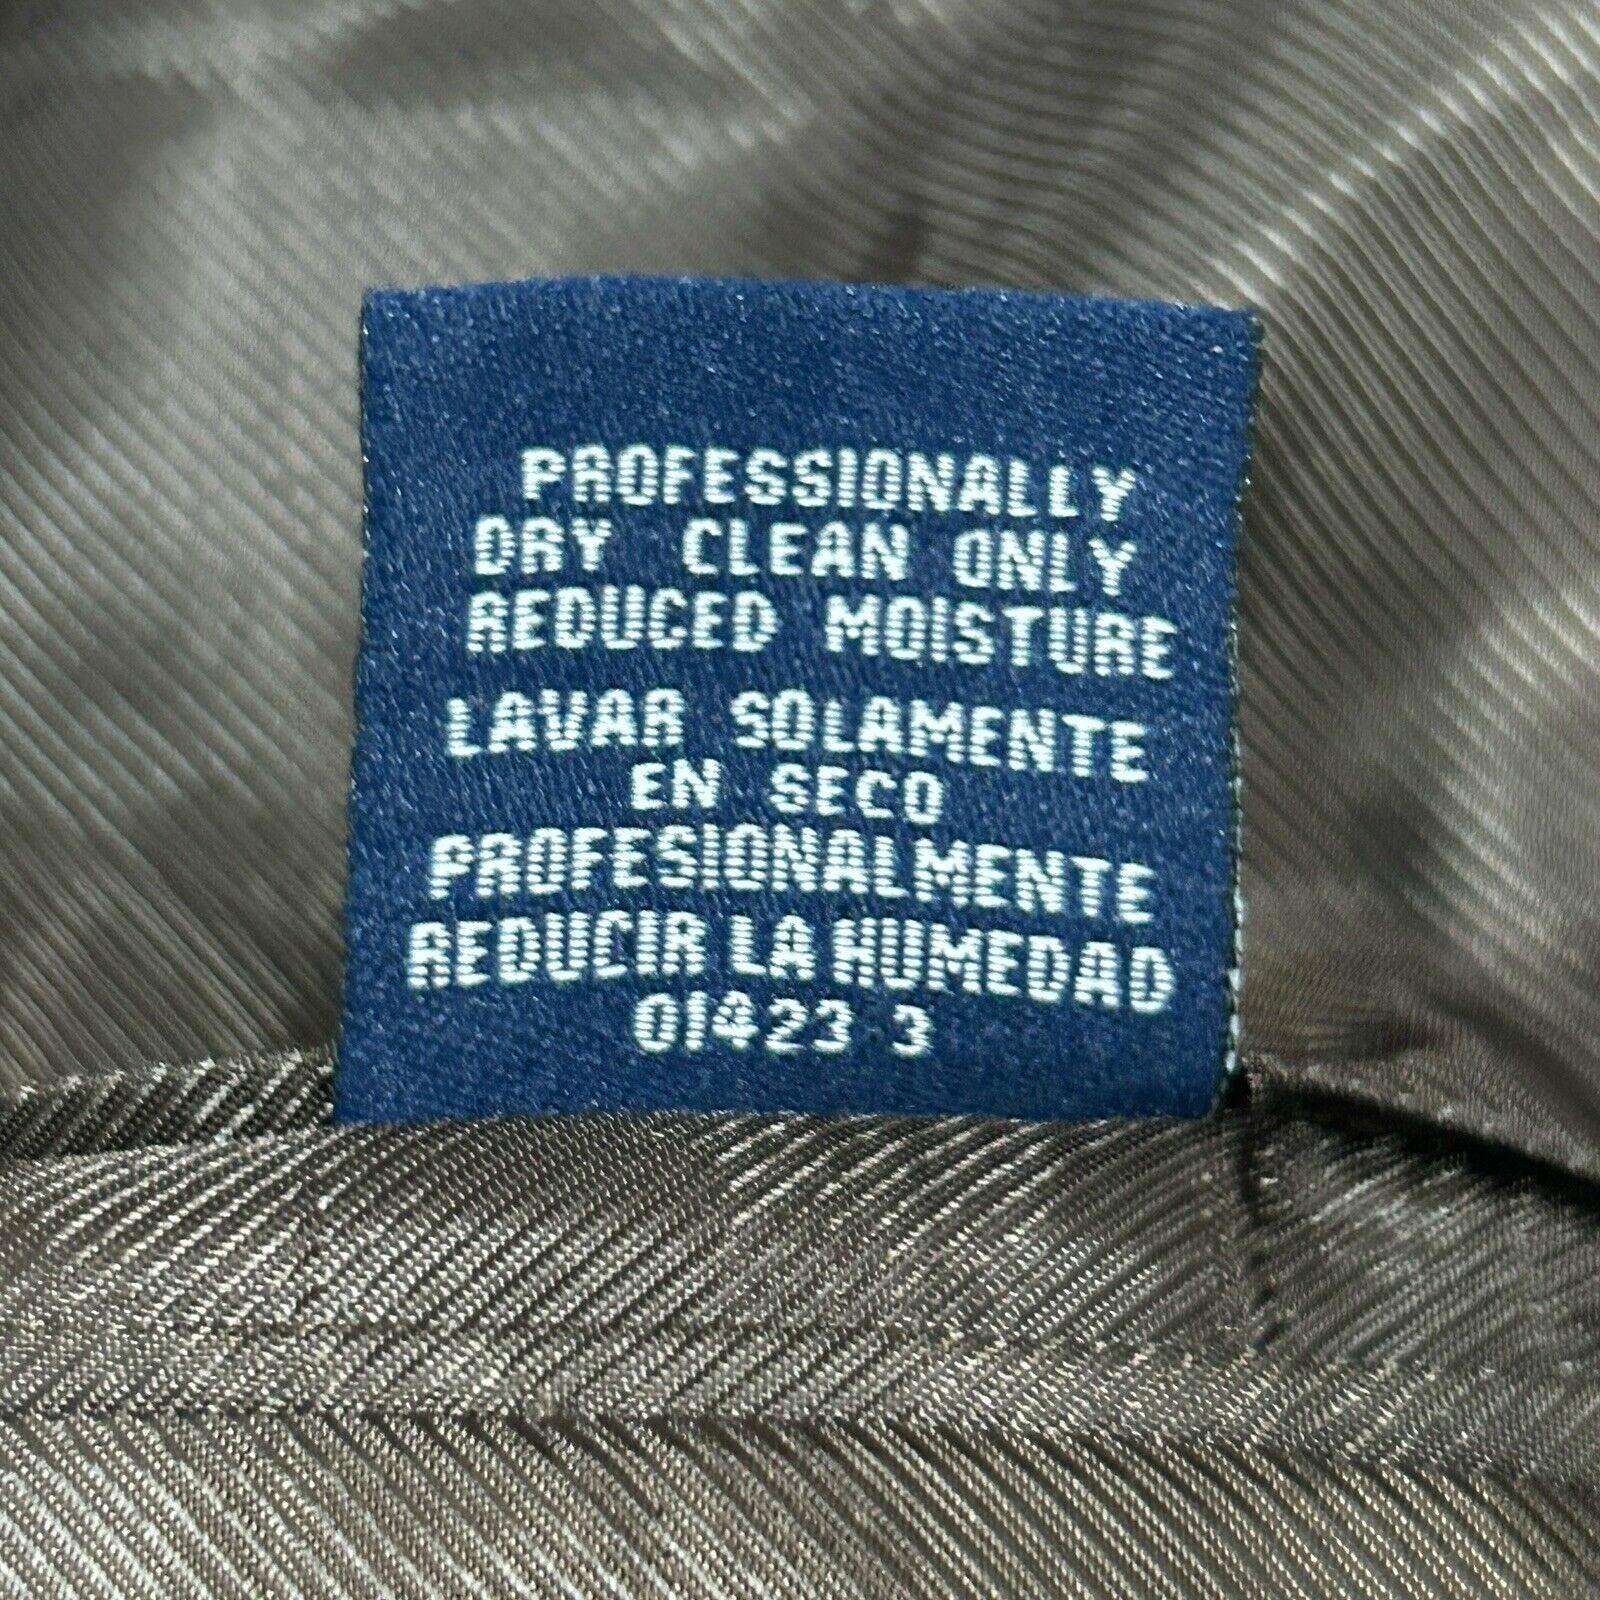 PROFESSIONALLY
DRY CLEAN ONLY
REDUCED MOISTURE
LAVAR SOLAMENTE
EN SECO
PROFESIONALMENTE
REDUCIR LA HUMEDAD
01423 3